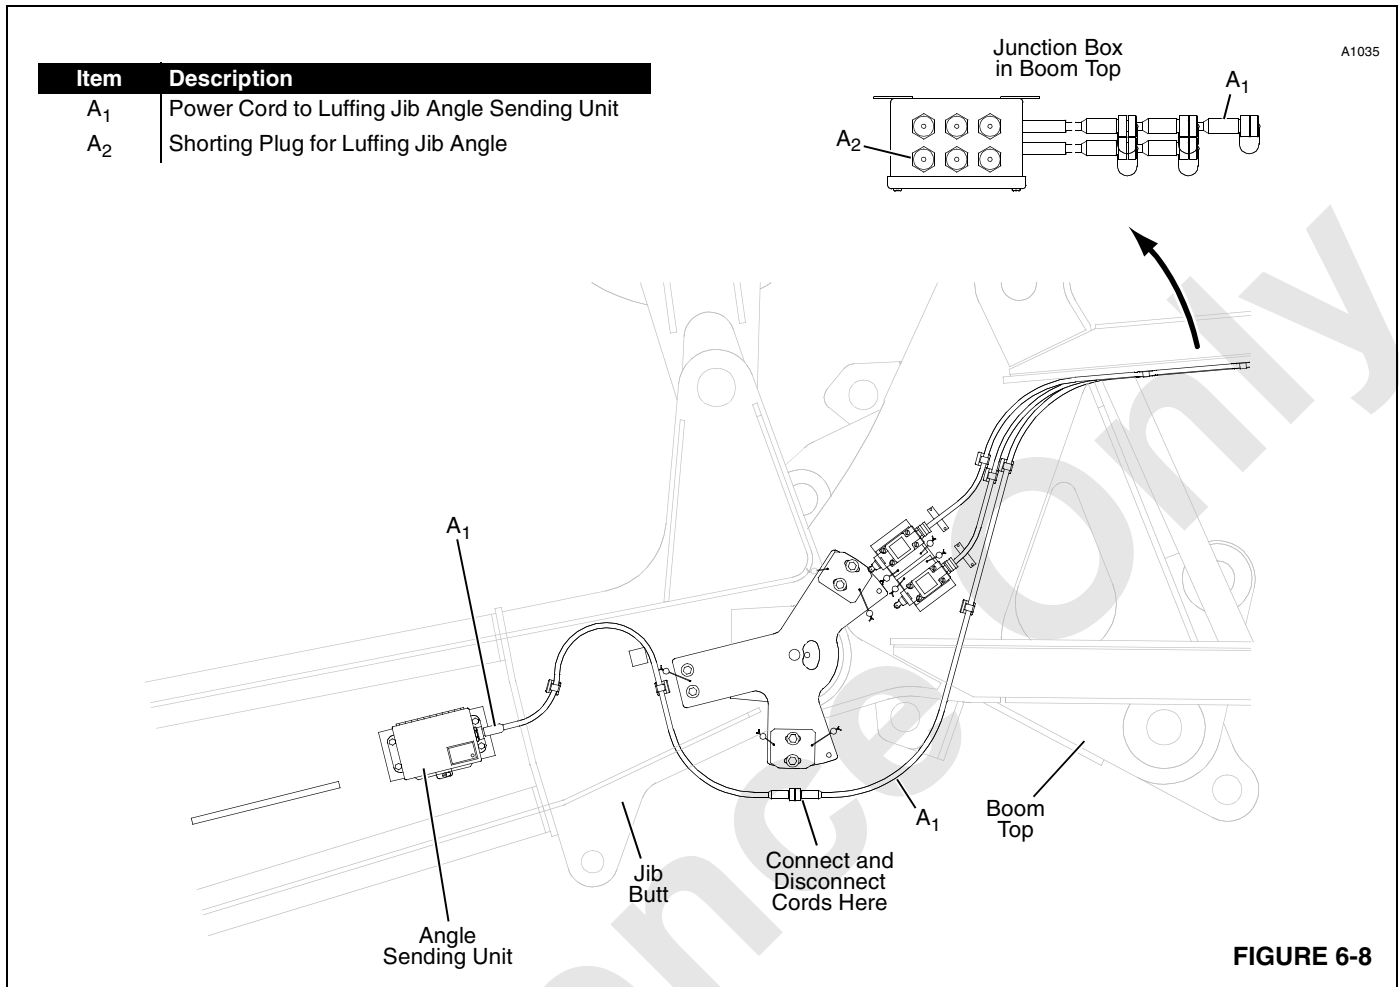 Item Description
A1 Power Cord to Luffing Jib Angle Sending Unit
A2 Shorting Plug for Luffing Jib Angle
Junction Box
in Boom Top
A1035
A1
A2
A1
A1
Boom
Top
Connect and
Disconnect
Cords Here
Jib
Butt
Angle
Sending Unit
FIGURE 6-8
nce Only